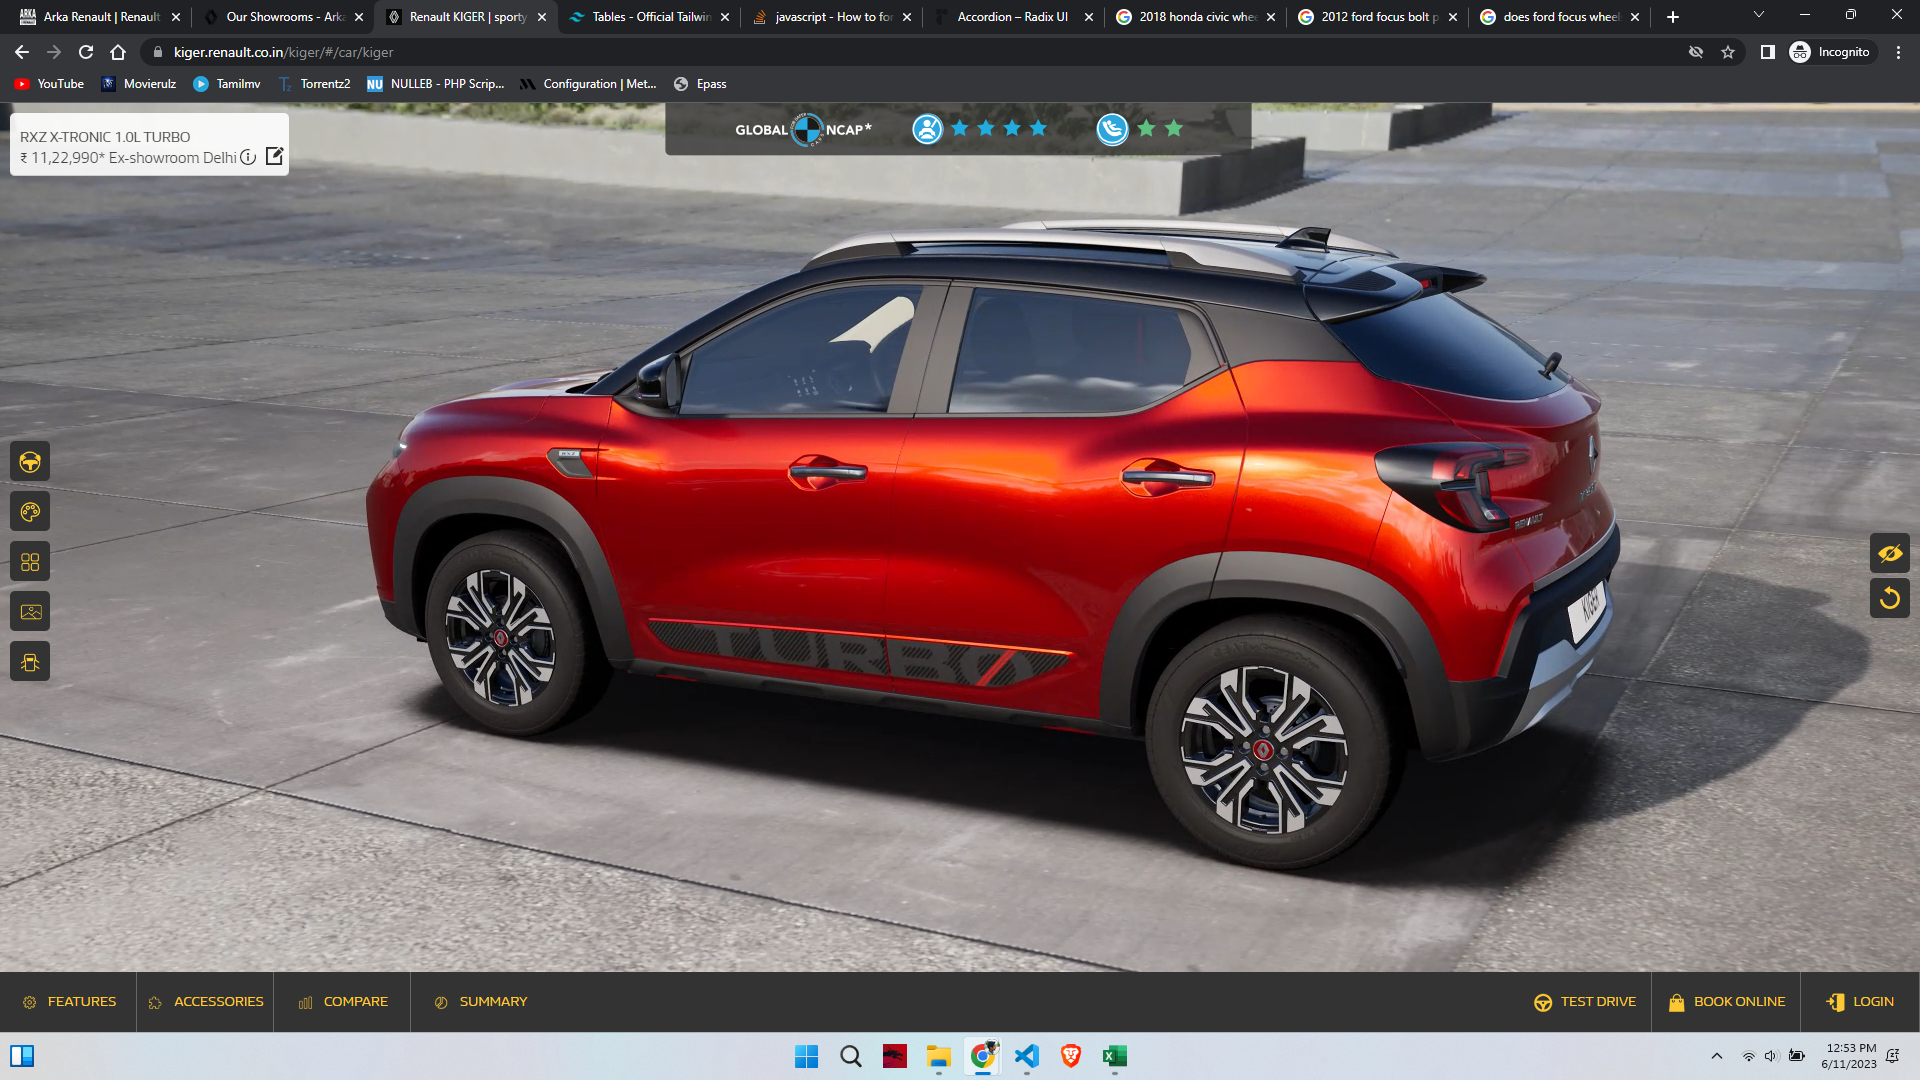 Arka Renault | Renault
Our Showrooms - Arka
Renault KIGER | sporty
Tables - Official Tailwin
javascript - How to for
Accordion – Radix UI
2018 honda civic whee
2012 ford focus bolt p
does ford focus wheel
kiger.renault.co.in/kiger/#/car/kiger
Incognito
YouTube
Movierulz
Tamilmv
Torrentz2
NULLEB - PHP Scrip...
Configuration | Met...
Epass
RXZ X-TRONIC 1.0L TURBO
₹ 11,22,990* Ex-showroom Delhi
GLOBAL NCAP*
RXZ
TURBO
RENAULT
KIGER
FEATURES
ACCESSORIES
COMPARE
SUMMARY
TEST DRIVE
BOOK ONLINE
LOGIN
12:53 PM
6/11/2023